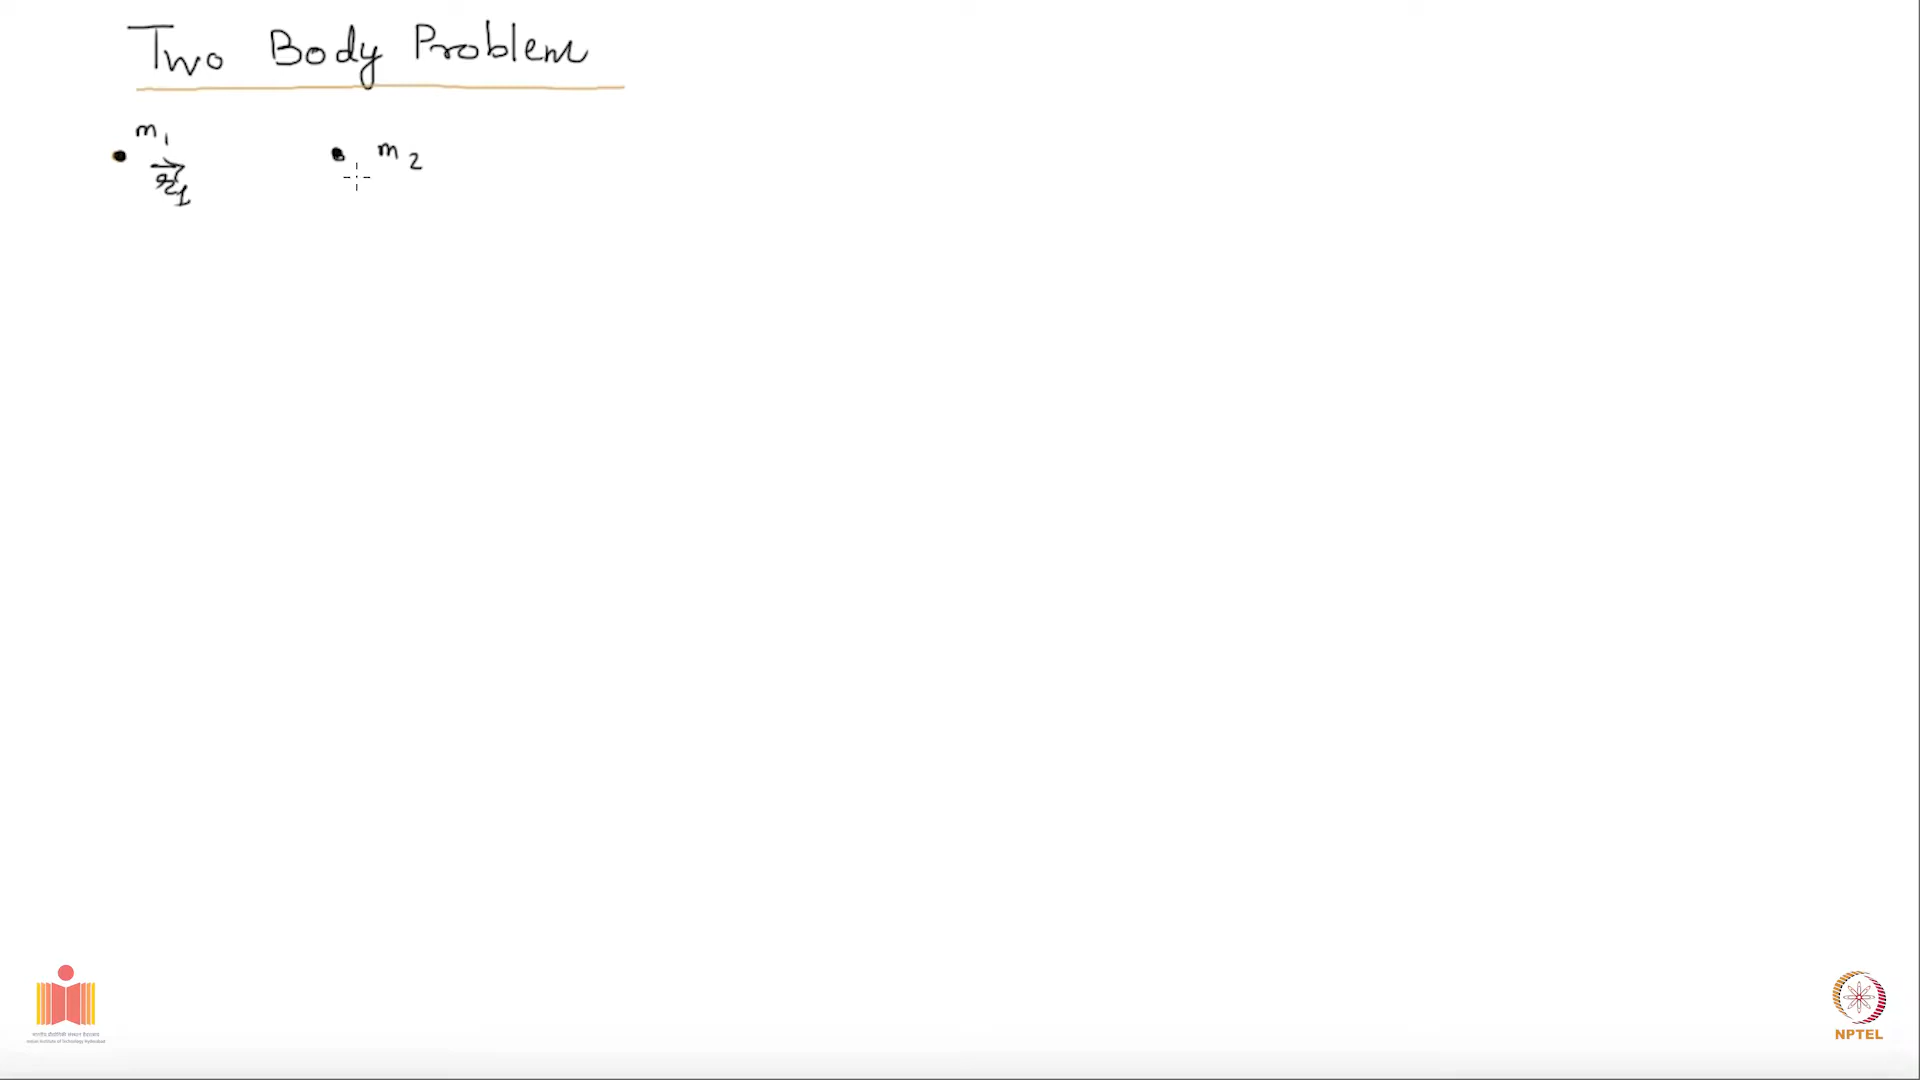 Two Body Problem
m₁ m₂
r⃗₁
NPTEL